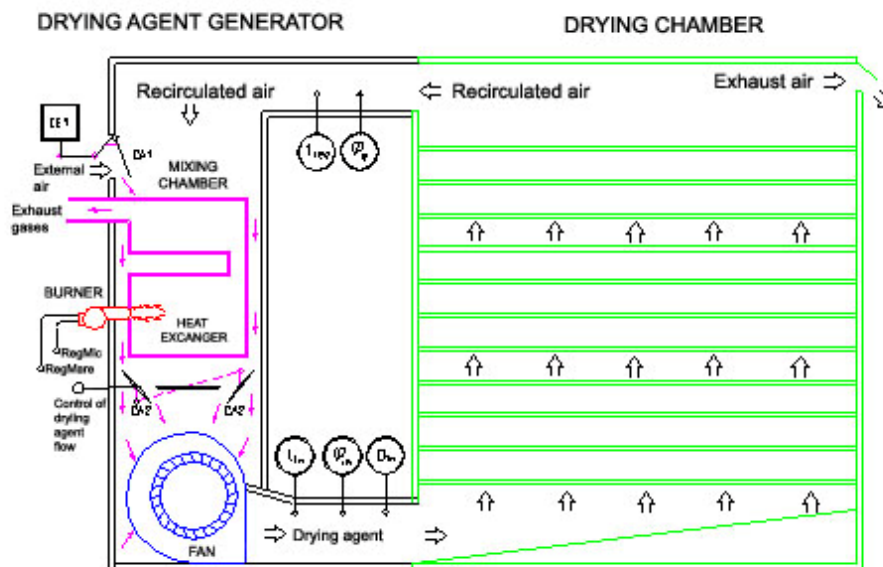 DRYING AGENT GENERATOR
DRYING CHAMBER
Recirculated air
Recirculated air
Exhaust air
External
air
MIXING
CHAMBER
Exhaust
gases
BURNER
HEAT
EXCANGER
RegMic
RegMare
Control of
dryiing
agent
flow
FAN
Drying agent